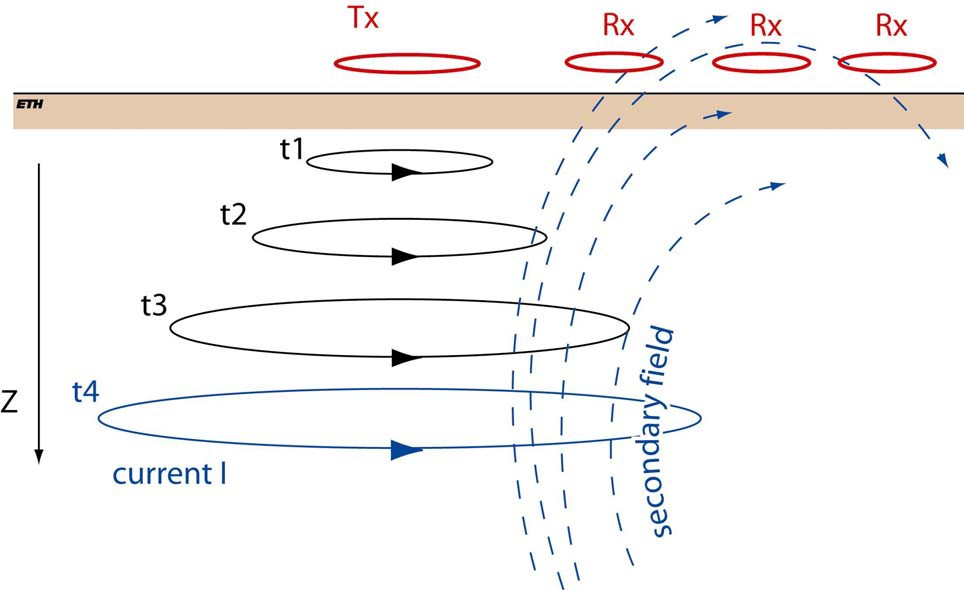 Tx
Rx
Rx
Rx
ETH
t1
t2
t3
t4
Z
current I
secondary field